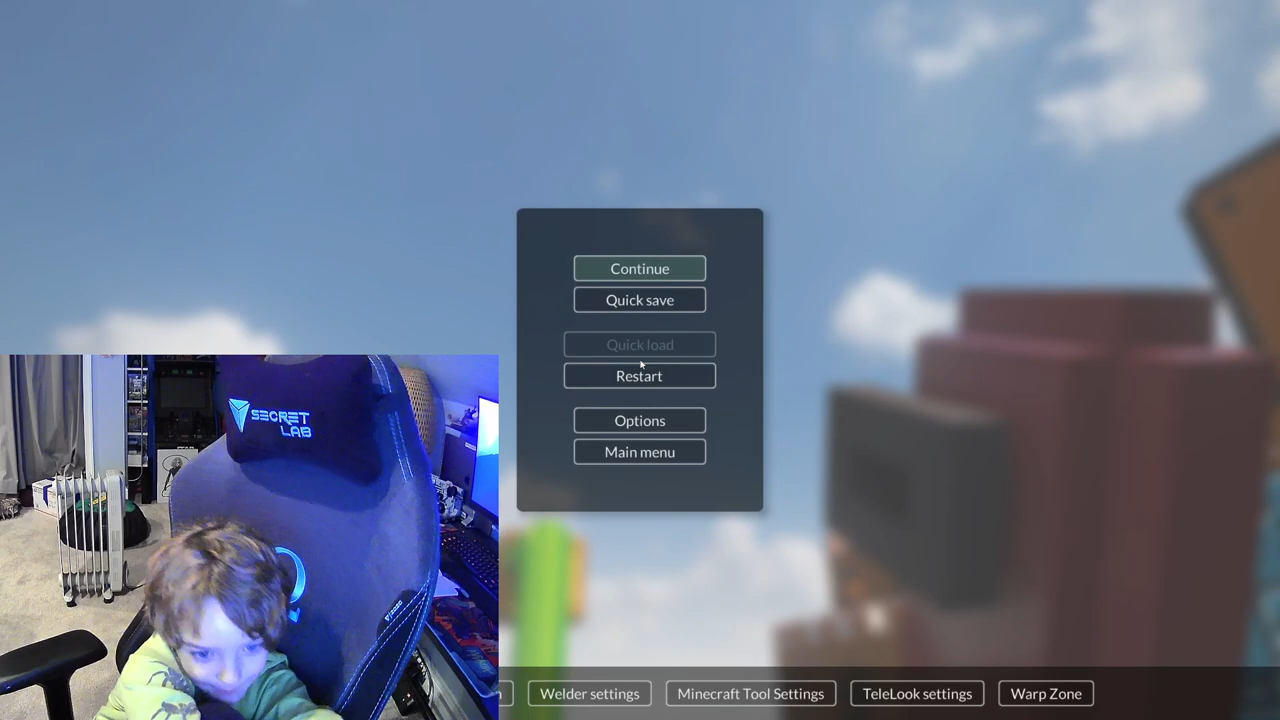 Continue
Quick save
Quick load
Restart
Options
Main menu
SECRET
LAB
Welder settings
Minecraft Tool Settings
TeleLook settings
Warp Zone